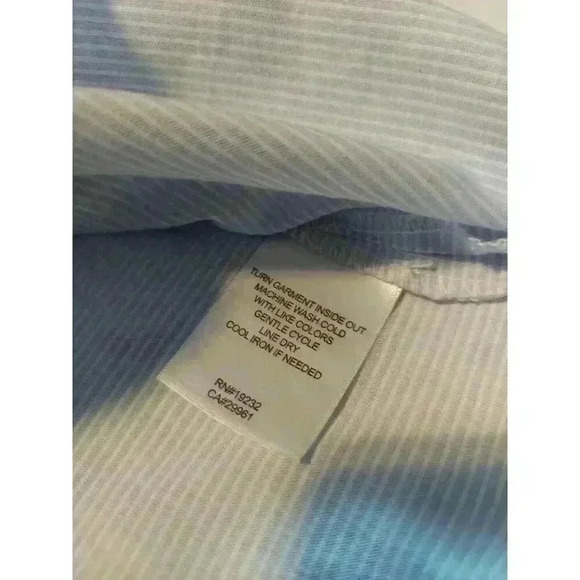 TURN GARMENT INSIDE OUT
MACHINE WASH COLD
WITH LIKE COLORS
GENTLE CYCLE
LINE DRY
COOL IRON IF NEEDED
RN#19232
CA#29961